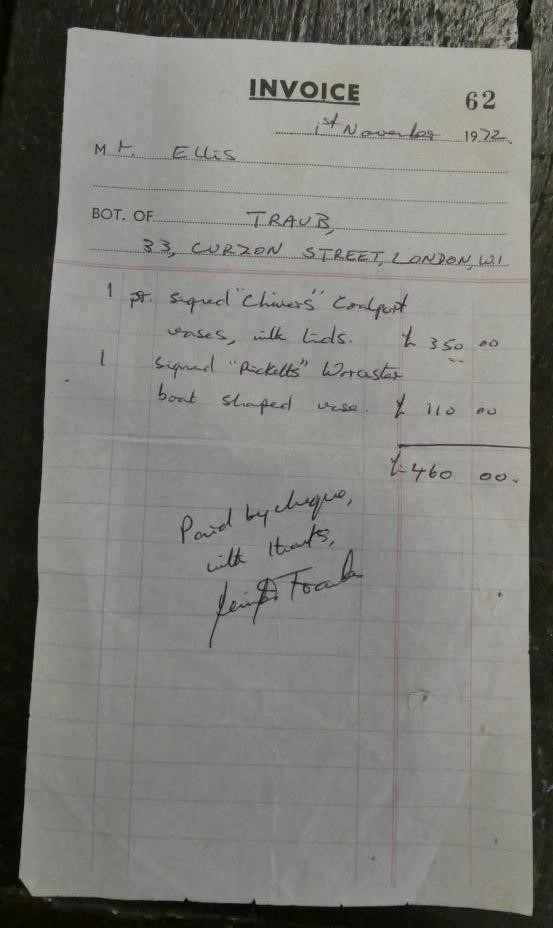 INVOICE
62
1st November 1972.
Mr. Ellis
BOT. OF TRAUB,
33, CURZON STREET, LONDON, W.1.
1 pr. signed "Chivers" Coalport
vases, with lids. £ 350 00
1 signed "Ricketts" Worcester
boat shaped vase. £ 110 00
£ 460 00.
Paid by cheque,
with thanks,
Traub